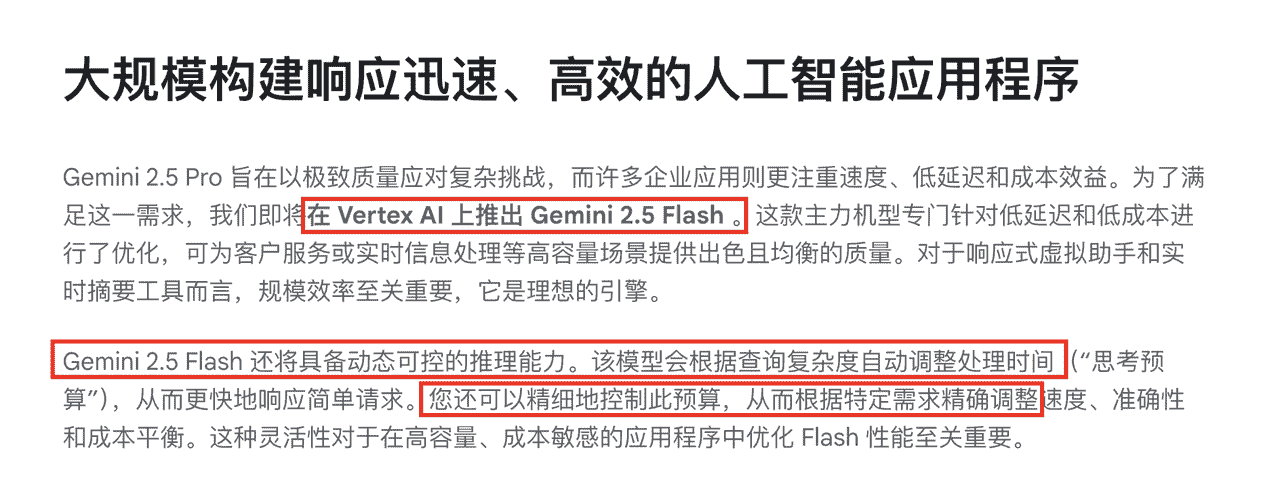 大规模构建响应迅速、高效的人工智能应用程序
Gemini 2.5 Pro 旨在以极致质量应对复杂挑战，而许多企业应用则更注重速度、低延迟和成本效益。为了满
足这一需求，我们即将在 Vertex AI 上推出 Gemini 2.5 Flash 。这款主力机型专门针对低延迟和低成本进
行了优化，可为客户服务或实时信息处理等高容量场景提供出色且均衡的质量。对于响应式虚拟助手和实
时摘要工具而言，规模效率至关重要，它是理想的引擎。
Gemini 2.5 Flash 还将具备动态可控的推理能力。该模型会根据查询复杂度自动调整处理时间（“思考预
算”），从而更快地响应简单请求。您还可以精细地控制此预算，从而根据特定需求精确调整速度、准确性
和成本平衡。这种灵活性对于在高容量、成本敏感的应用程序中优化 Flash 性能至关重要。